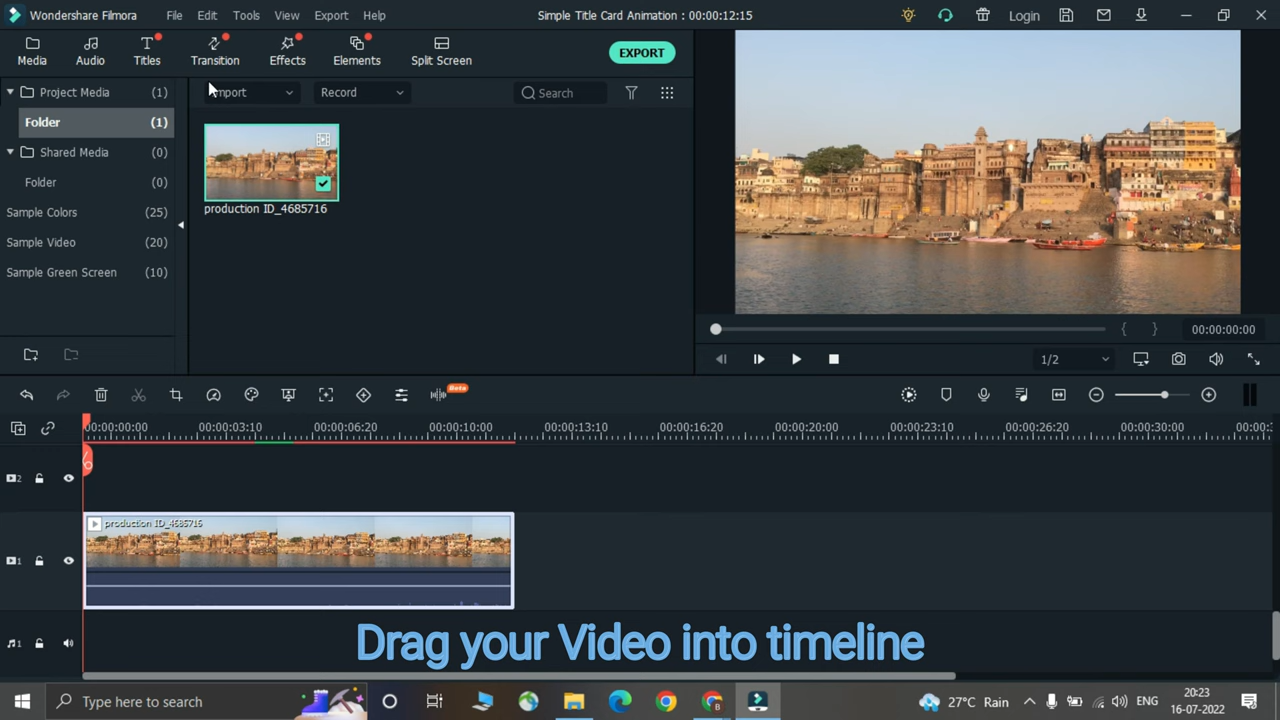 Wondershare Filmora File Edit Tools View Export Help Simple Title Card Animation : 00:00:12:15 Login
Media Audio Titles Transition Effects Elements Split Screen EXPORT
Project Media (1) Import Record Search
Folder (1)
Shared Media (0)
Folder (0)
production ID_4685716
Sample Colors (25)
Sample Video (20)
Sample Green Screen (10)
{ } 00:00:00:00
1/2
Beta
00:00:00:00 00:00:03:10 00:00:06:20 00:00:10:00 00:00:13:10 00:00:16:20 00:00:20:00 00:00:23:10 00:00:26:20 00:00:30:00
2
production ID_4685716
1
1
Drag your Video into timeline
Type here to search 27°C Rain ENG 20:23
16-07-2022